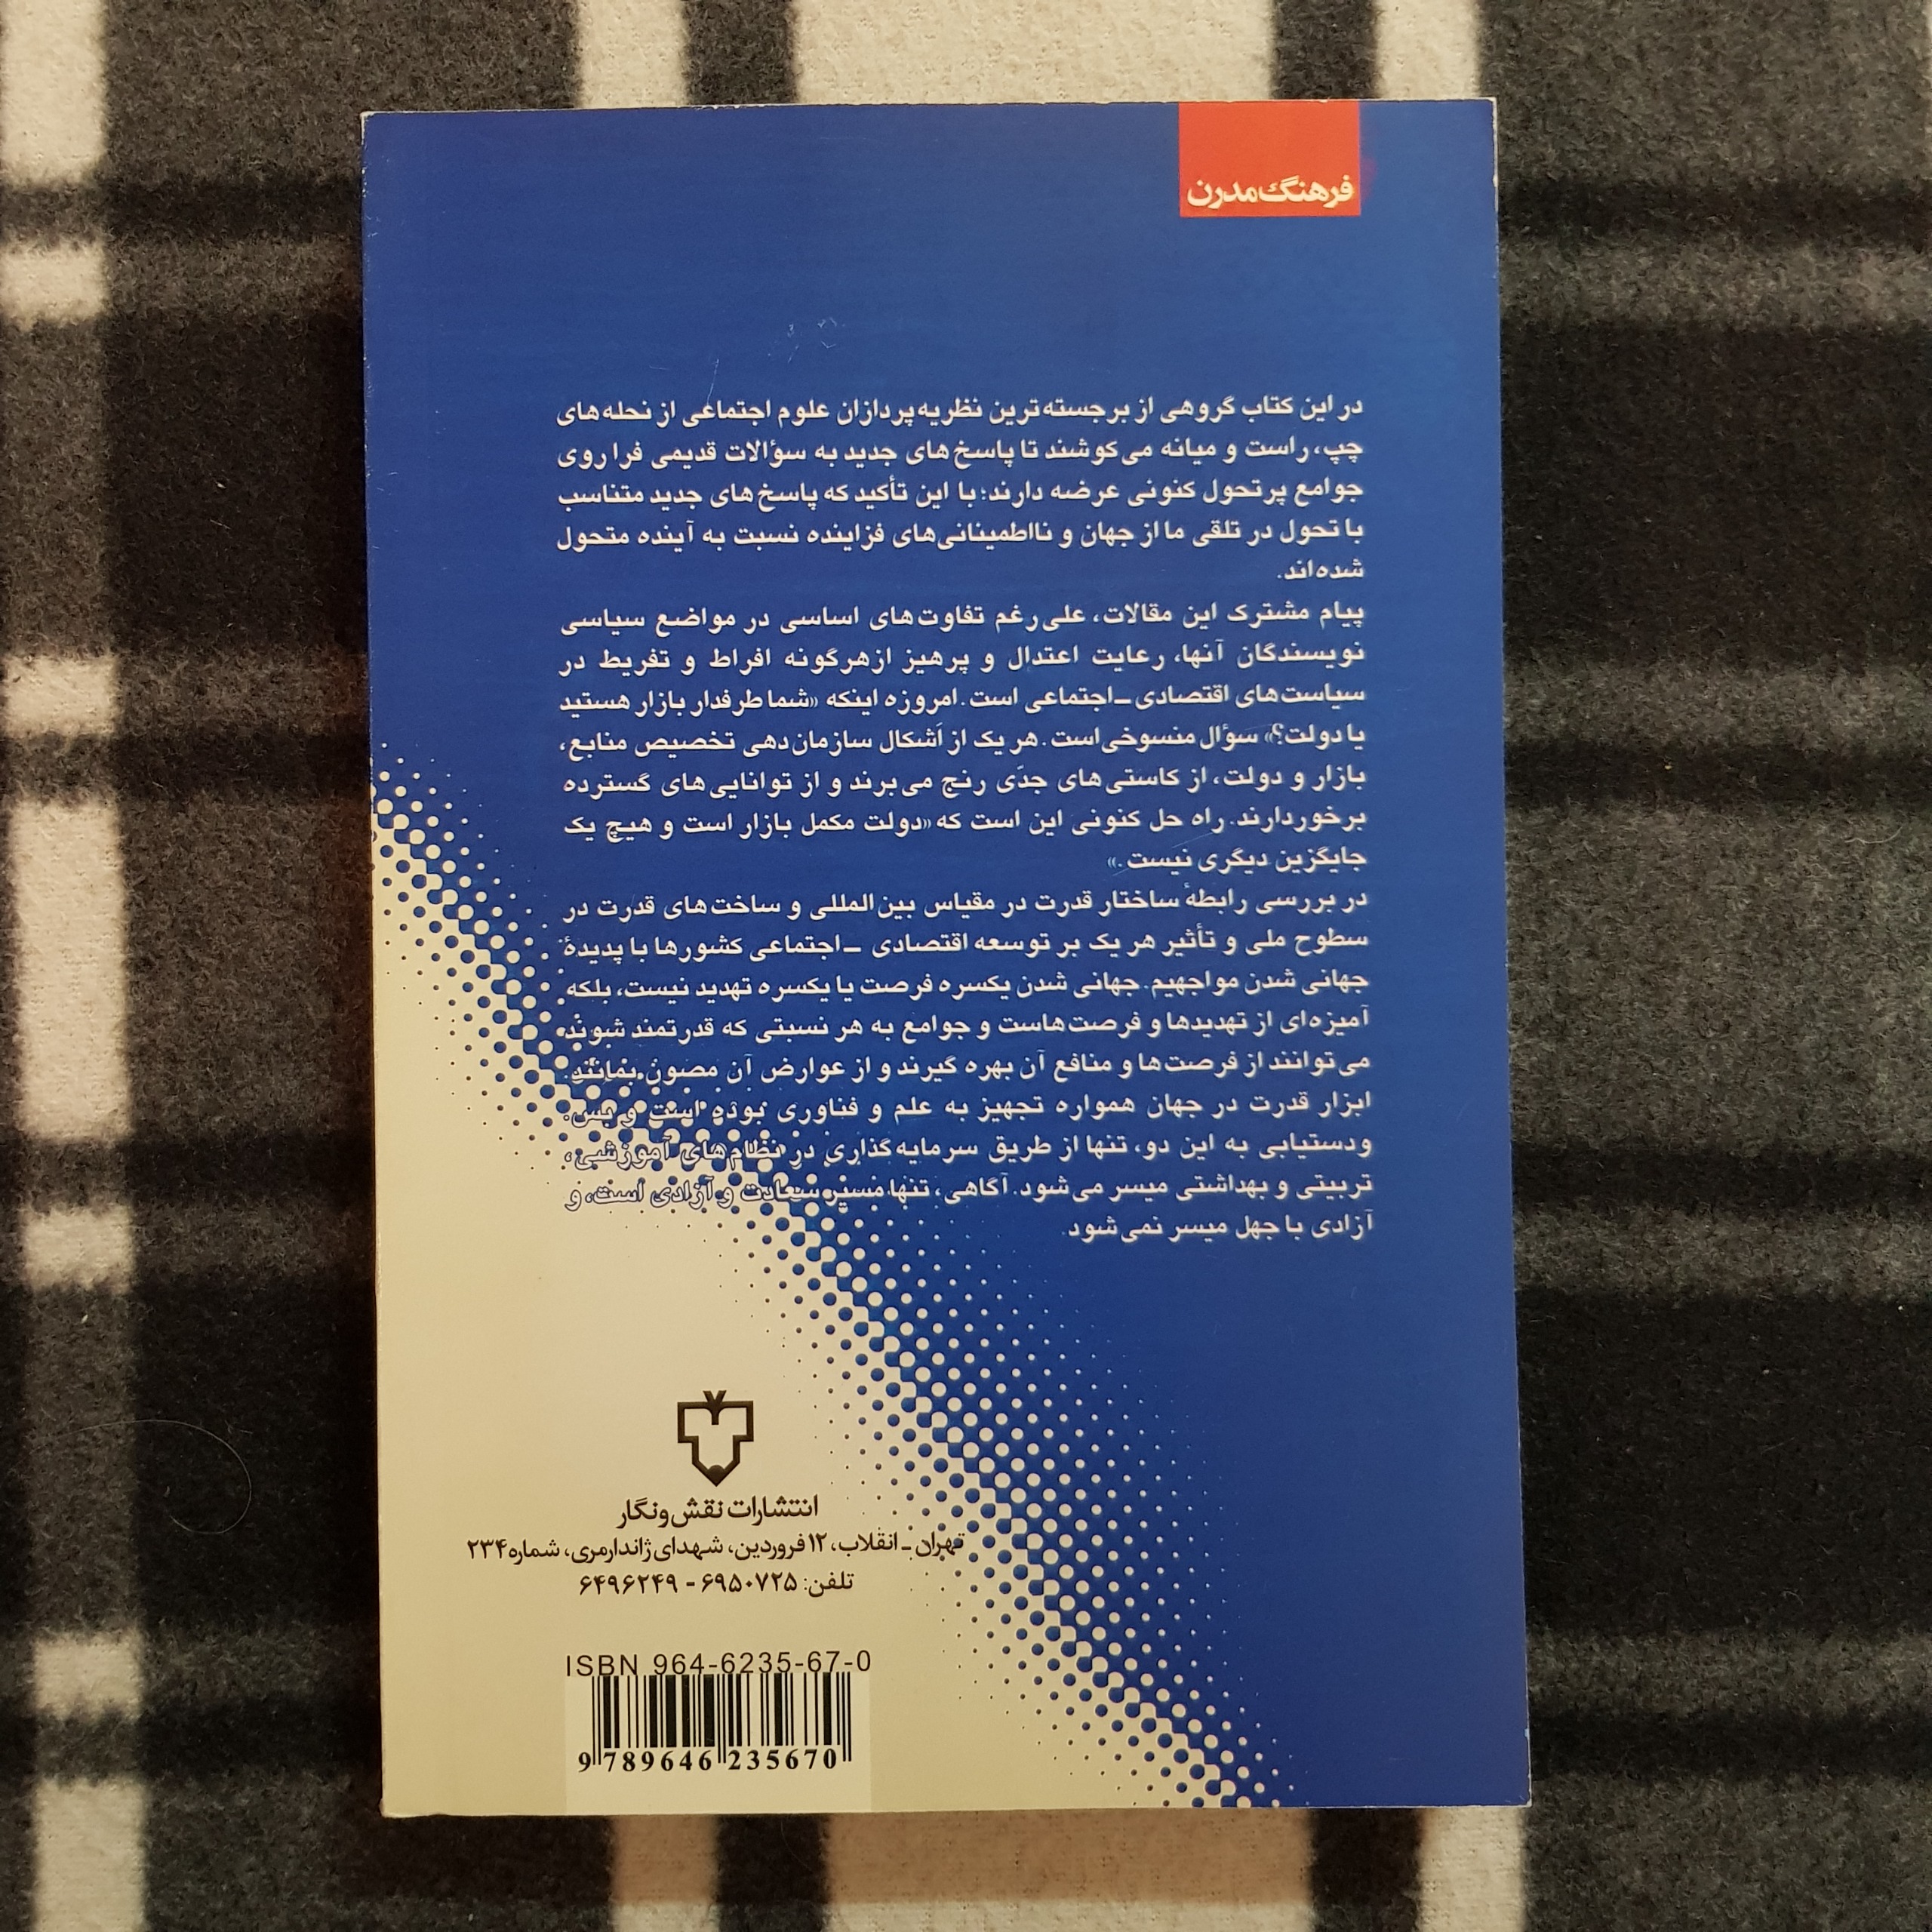 فرهنگ مدرن
در این کتاب گروهی از برجسته‌ترین نظریه‌پردازان علوم اجتماعی از نحله‌های
چپ، راست و میانه می‌کوشند تا پاسخ‌های جدید به سؤالات قدیمی فراروی
جوامع پرتحول کنونی عرضه دارند؛ با این تأکید که پاسخ‌های جدید متناسب
با تحول در تلقی ما از جهان و نااطمینانی‌های فزاینده نسبت به آینده متحول
شده‌اند.
پیام مشترک این مقالات، علی‌رغم تفاوت‌های اساسی در مواضع سیاسی
نویسندگان آنها، رعایت اعتدال و پرهیز ازهرگونه افراط و تفریط در
سیاست‌های اقتصادی ـ اجتماعی است. امروزه اینکه «شما طرفدار بازار هستید
یا دولت؟» سؤال منسوخی است. هر یک از أشکال سازمان‌دهی تخصیص منابع،
بازار و دولت، از کاستی‌های جدّی رنج می‌برند و از توانایی‌های گسترده
برخوردارند. راه حل کنونی این است که «دولت مکمل بازار است و هیچ یک
جایگزین دیگری نیست.»
در بررسی رابطهٔ ساختار قدرت در مقیاس بین‌المللی و ساخت‌های قدرت در
سطوح ملی و تأثیر هر یک بر توسعه اقتصادی ـ اجتماعی کشورها با پدیدهٔ
جهانی شدن مواجهیم. جهانی شدن یکسره فرصت یا یکسره تهدید نیست، بلکه
آمیزه‌ای از تهدیدها و فرصت‌هاست و جوامع به هر نسبتی که قدرتمند شوند
می‌توانند از فرصت‌ها و منافع آن بهره گیرند و از عوارض آن مصون بمانند.
ابزار قدرت در جهان همواره تجهیز به علم و فناوری بوده است و بس.
ودستیابی به این دو، تنها از طریق سرمایه‌گذاری در نظام‌های آموزشی،
تربیتی و بهداشتی میسر می‌شود. آگاهی، تنها مسیر سعادت و آزادی است، و
آزادی با جهل میسر نمی‌شود.
انتشارات نقش و نگار
تهران ـ انقلاب، ۱۲ فروردین، شهدای ژاندارمری، شماره ۲۳۴
تلفن: ۶۹۵۰۷۲۵ - ۶۴۹۶۲۴۹
ISBN 964-6235-67-0
9 789646 235670